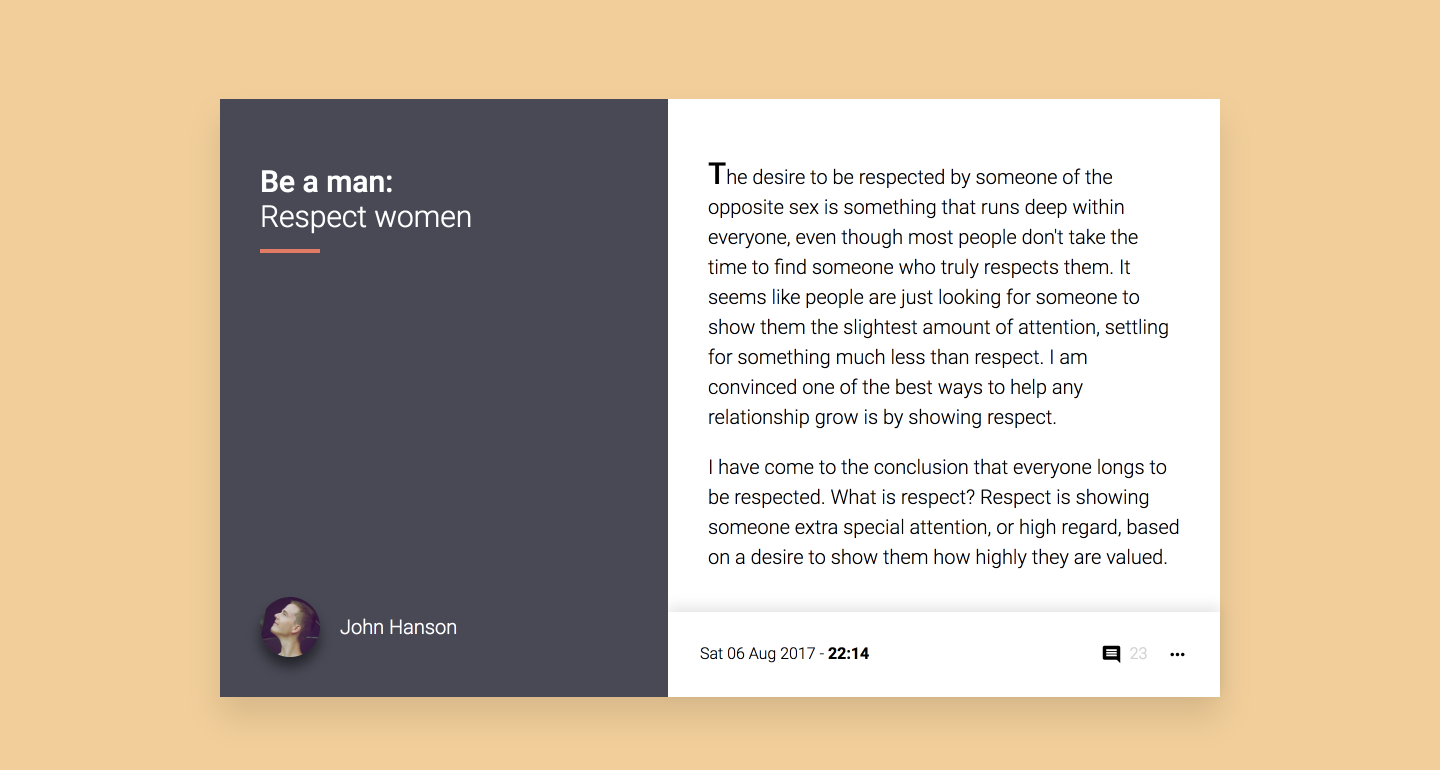 Be a man:
Respect women
John Hanson
The desire to be respected by someone of the
opposite sex is something that runs deep within
everyone, even though most people don't take the
time to find someone who truly respects them. It
seems like people are just looking for someone to
show them the slightest amount of attention, settling
for something much less than respect. I am
convinced one of the best ways to help any
relationship grow is by showing respect.
I have come to the conclusion that everyone longs to
be respected. What is respect? Respect is showing
someone extra special attention, or high regard, based
on a desire to show them how highly they are valued.
Sat 06 Aug 2017 - 22:14
23